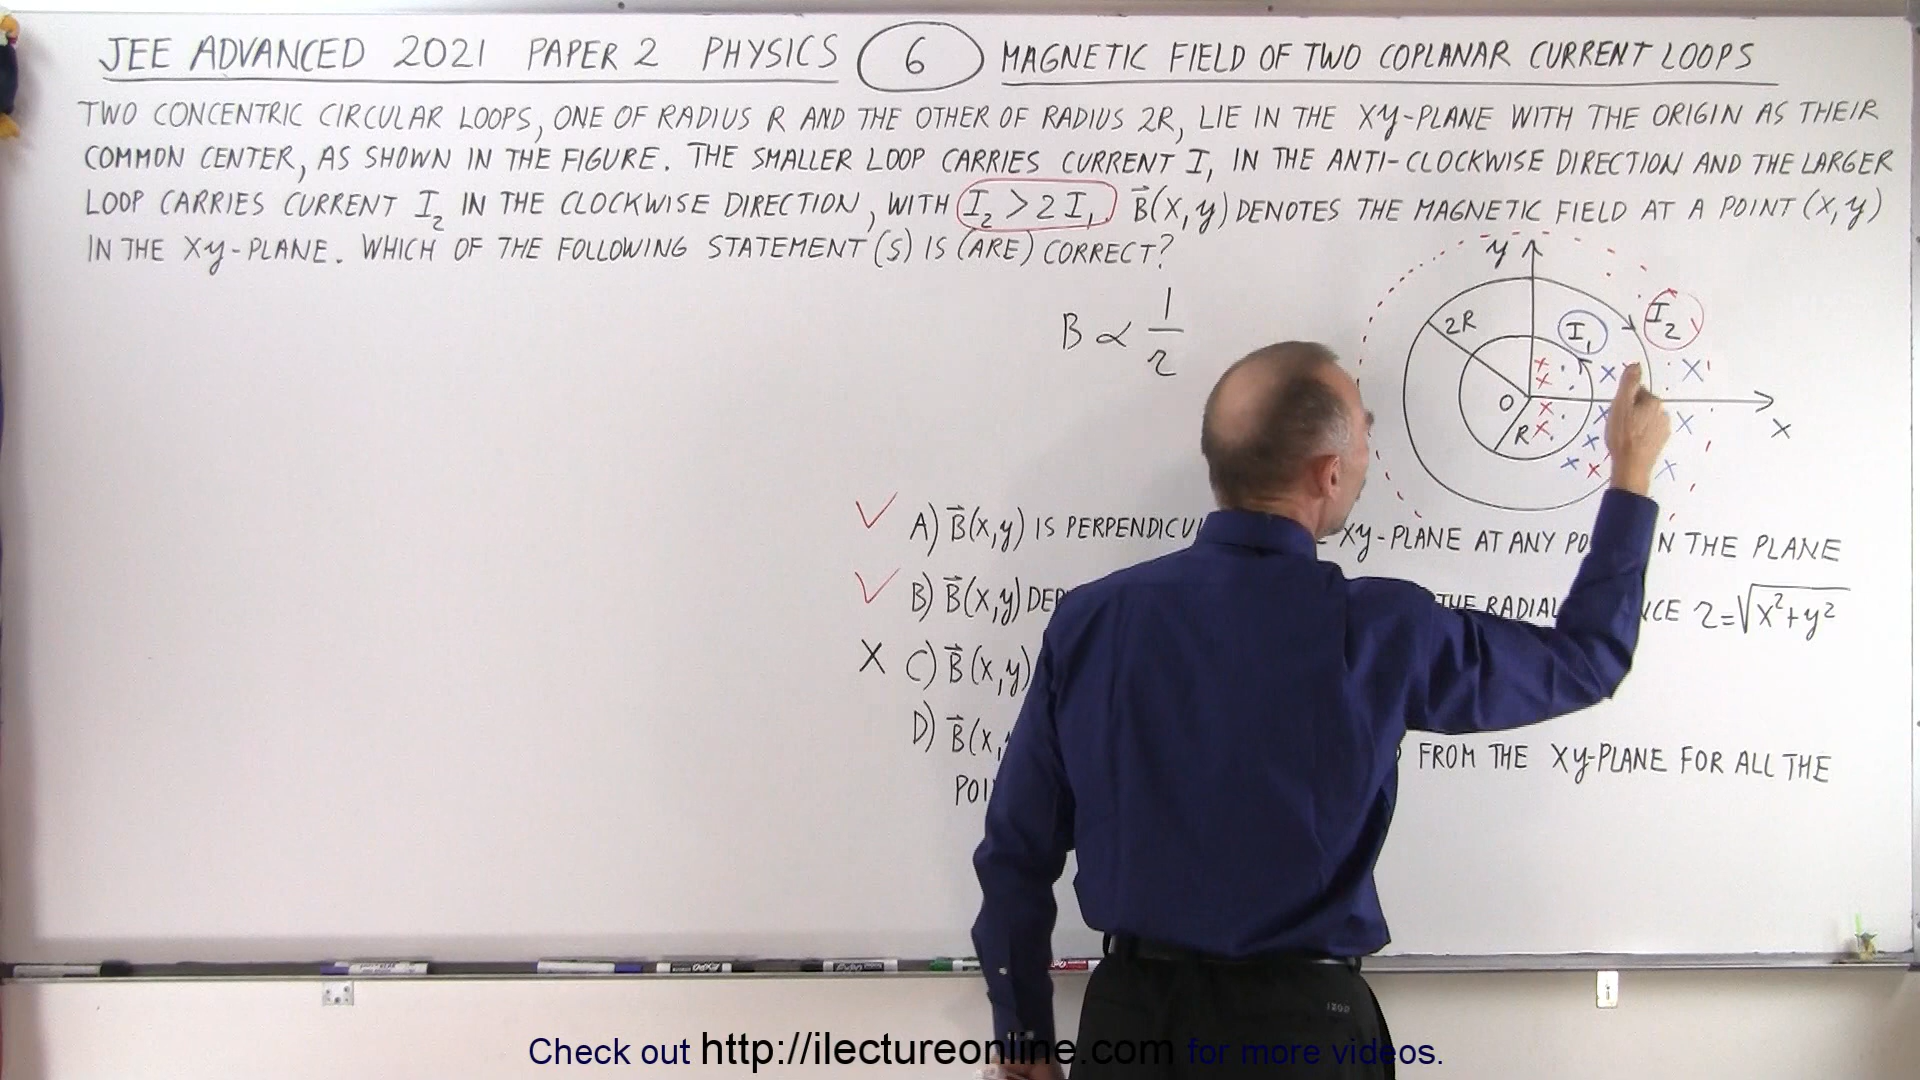 JEE ADVANCED 2021 PAPER 2 PHYSICS 6 MAGNETIC FIELD OF TWO COPLANAR CURRENT LOOPS
TWO CONCENTRIC CIRCULAR LOOPS, ONE OF RADIUS R AND THE OTHER OF RADIUS 2R, LIE IN THE XY-PLANE WITH THE ORIGIN AS THEIR
COMMON CENTER, AS SHOWN IN THE FIGURE. THE SMALLER LOOP CARRIES CURRENT I₁ IN THE ANTI-CLOCKWISE DIRECTION AND THE LARGER
LOOP CARRIES CURRENT I₂ IN THE CLOCKWISE DIRECTION, WITH I₂ > 2I₁. B⃗(x,y) DENOTES THE MAGNETIC FIELD AT A POINT (x,y)
IN THE XY-PLANE. WHICH OF THE FOLLOWING STATEMENT(S) IS (ARE) CORRECT?
y
B ∝ 1/r
2R I₁ I₂
O
R
x
A) B⃗(x,y) IS XY-PLANE AT ANY THE PLANE
B) B⃗(x,y) THE RADIAL r=√x²+y²
X C) B⃗(x,y)
D) FROM THE XY-PLANE FOR ALL THE
IZOD
Check out http://ilectureonline.com for more videos.